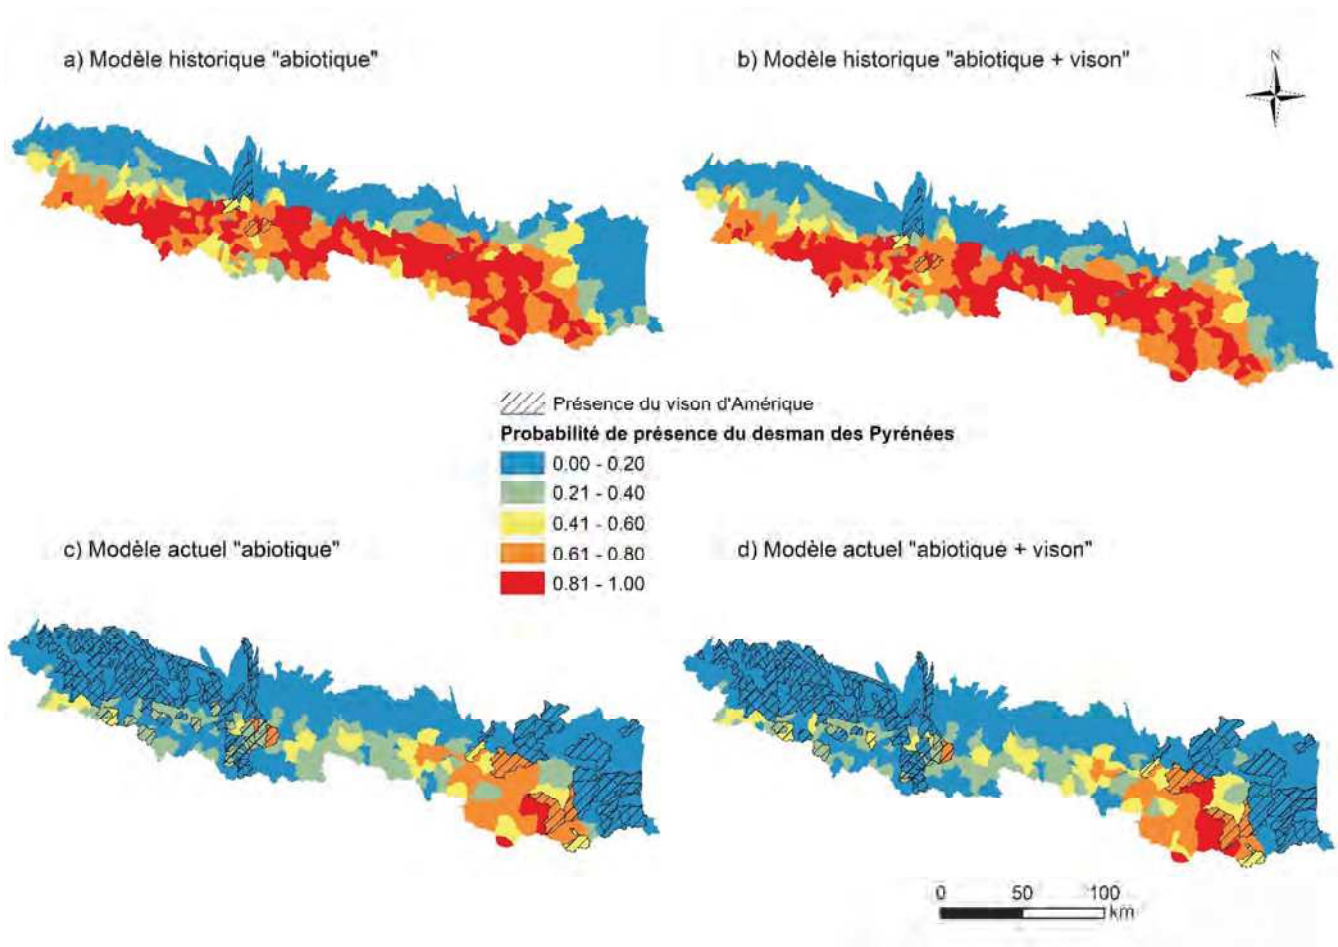 a) Modèle historique "abiotique"
b) Modèle historique "abiotique + vison"
N
Présence du vison d'Amérique
Probabilité de présence du desman des Pyrénées
0.00 - 0.20
0.21 - 0.40
0.41 - 0.60
0.61 - 0.80
0.81 - 1.00
c) Modèle actuel "abiotique"
d) Modèle actuel "abiotique + vison"
0 50 100
km